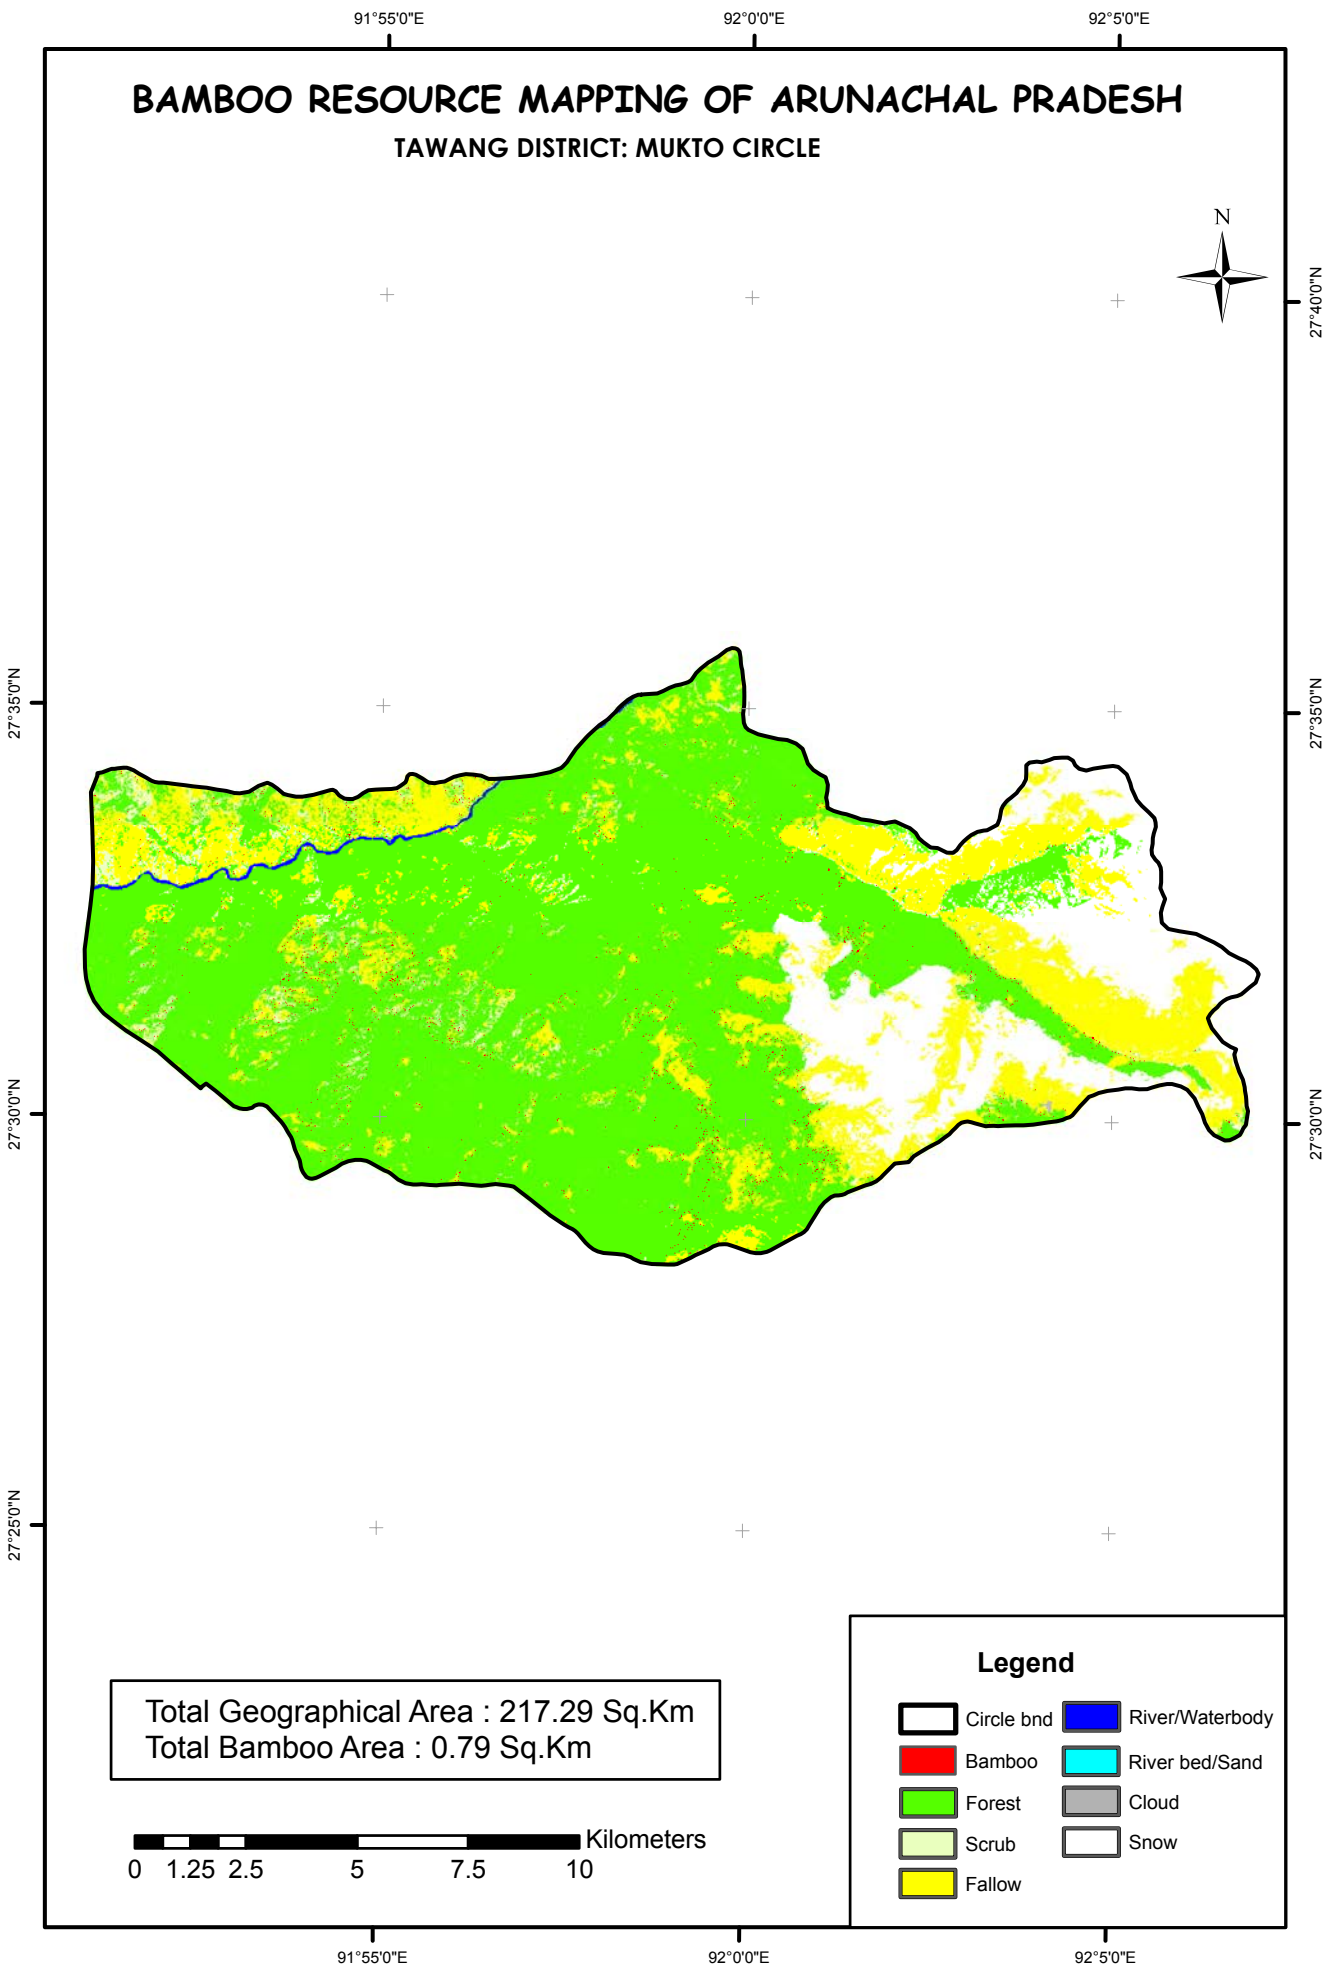 91°55'0"E 92°0'0"E 92°5'0"E
BAMBOO RESOURCE MAPPING OF ARUNACHAL PRADESH
TAWANG DISTRICT: MUKTO CIRCLE
N
27°40'0"N
27°35'0"N
27°35'0"N
27°30'0"N
27°30'0"N
27°25'0"N
Total Geographical Area : 217.29 Sq.Km
Total Bamboo Area : 0.79 Sq.Km
Kilometers
0 1.25 2.5 5 7.5 10
Legend
Circle bnd
Bamboo
Forest
Scrub
Fallow
River/Waterbody
River bed/Sand
Cloud
Snow
91°55'0"E 92°0'0"E 92°5'0"E